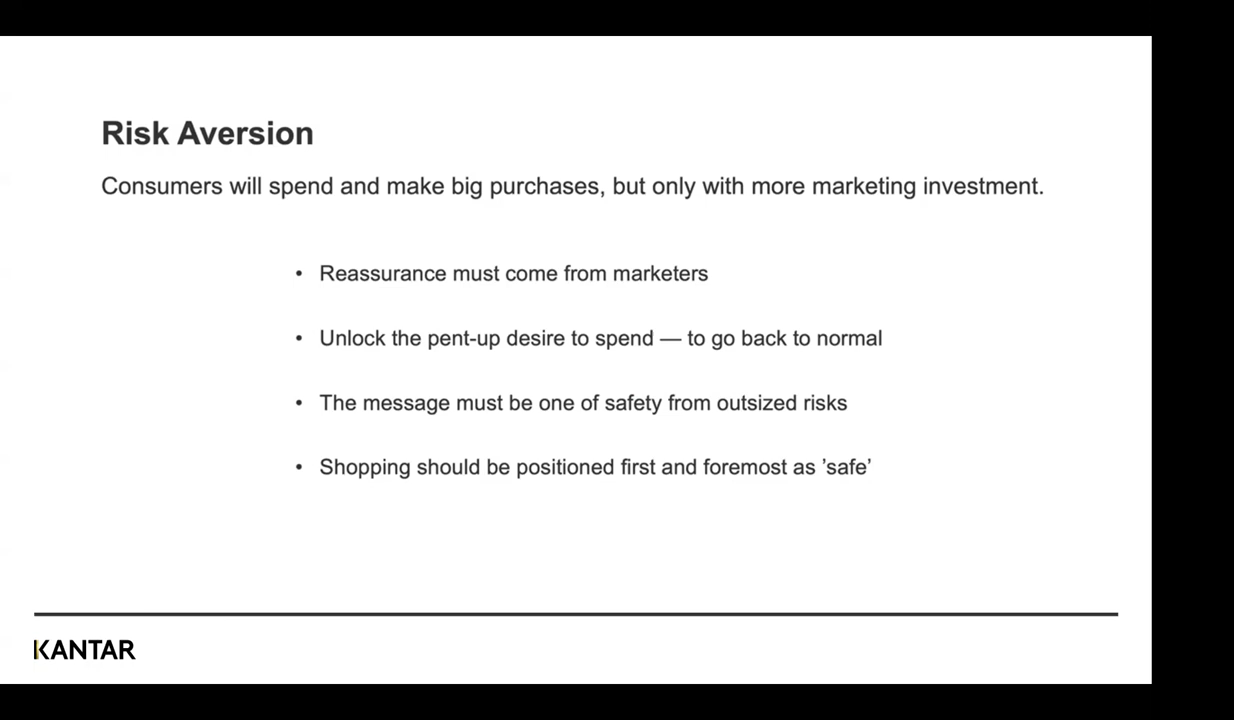 Risk Aversion
Consumers will spend and make big purchases, but only with more marketing investment.
• Reassurance must come from marketers
• Unlock the pent-up desire to spend — to go back to normal
• The message must be one of safety from outsized risks
• Shopping should be positioned first and foremost as ’safe’
KANTAR